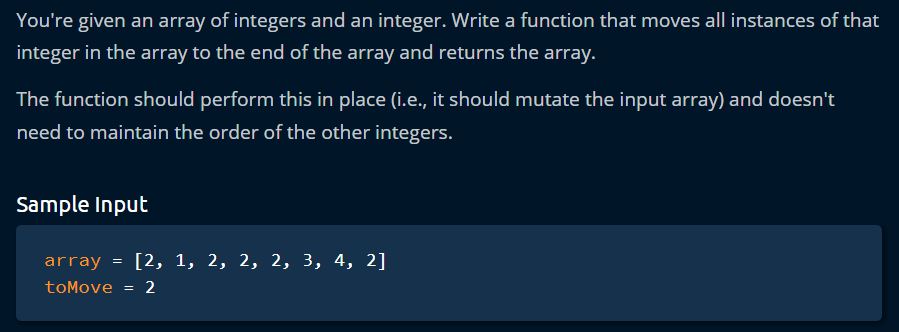 You're given an array of integers and an integer. Write a function that moves all instances of that
integer in the array to the end of the array and returns the array.
The function should perform this in place (i.e., it should mutate the input array) and doesn't
need to maintain the order of the other integers.
Sample Input
array = [2, 1, 2, 2, 2, 3, 4, 2]
toMove = 2